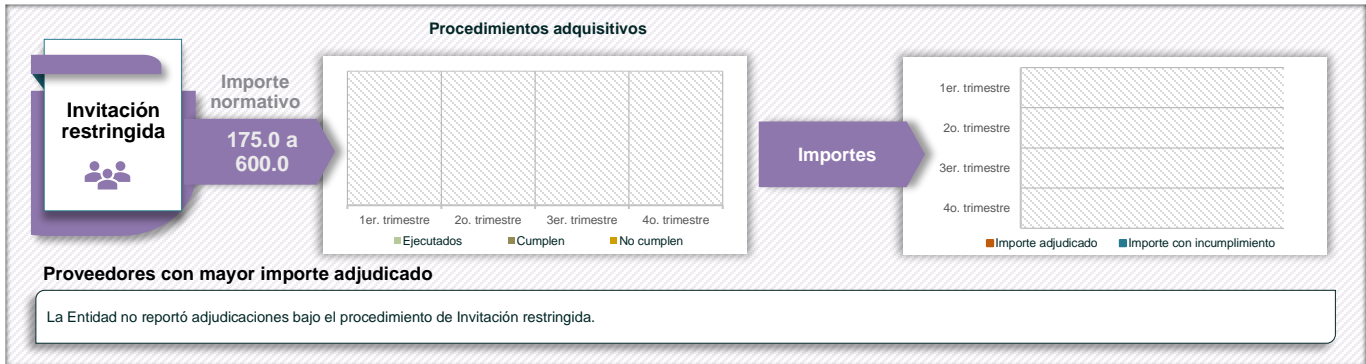 Procedimientos adquisitivos
Invitación
restringida
Importe
normativo
175.0 a
600.0
1er. trimestre
2o. trimestre
3er. trimestre
4o. trimestre
Ejecutados
Cumplen
No cumplen
Importes
1er. trimestre
2o. trimestre
3er. trimestre
4o. trimestre
Importe adjudicado
Importe con incumplimiento
Proveedores con mayor importe adjudicado
La Entidad no reportó adjudicaciones bajo el procedimiento de Invitación restringida.